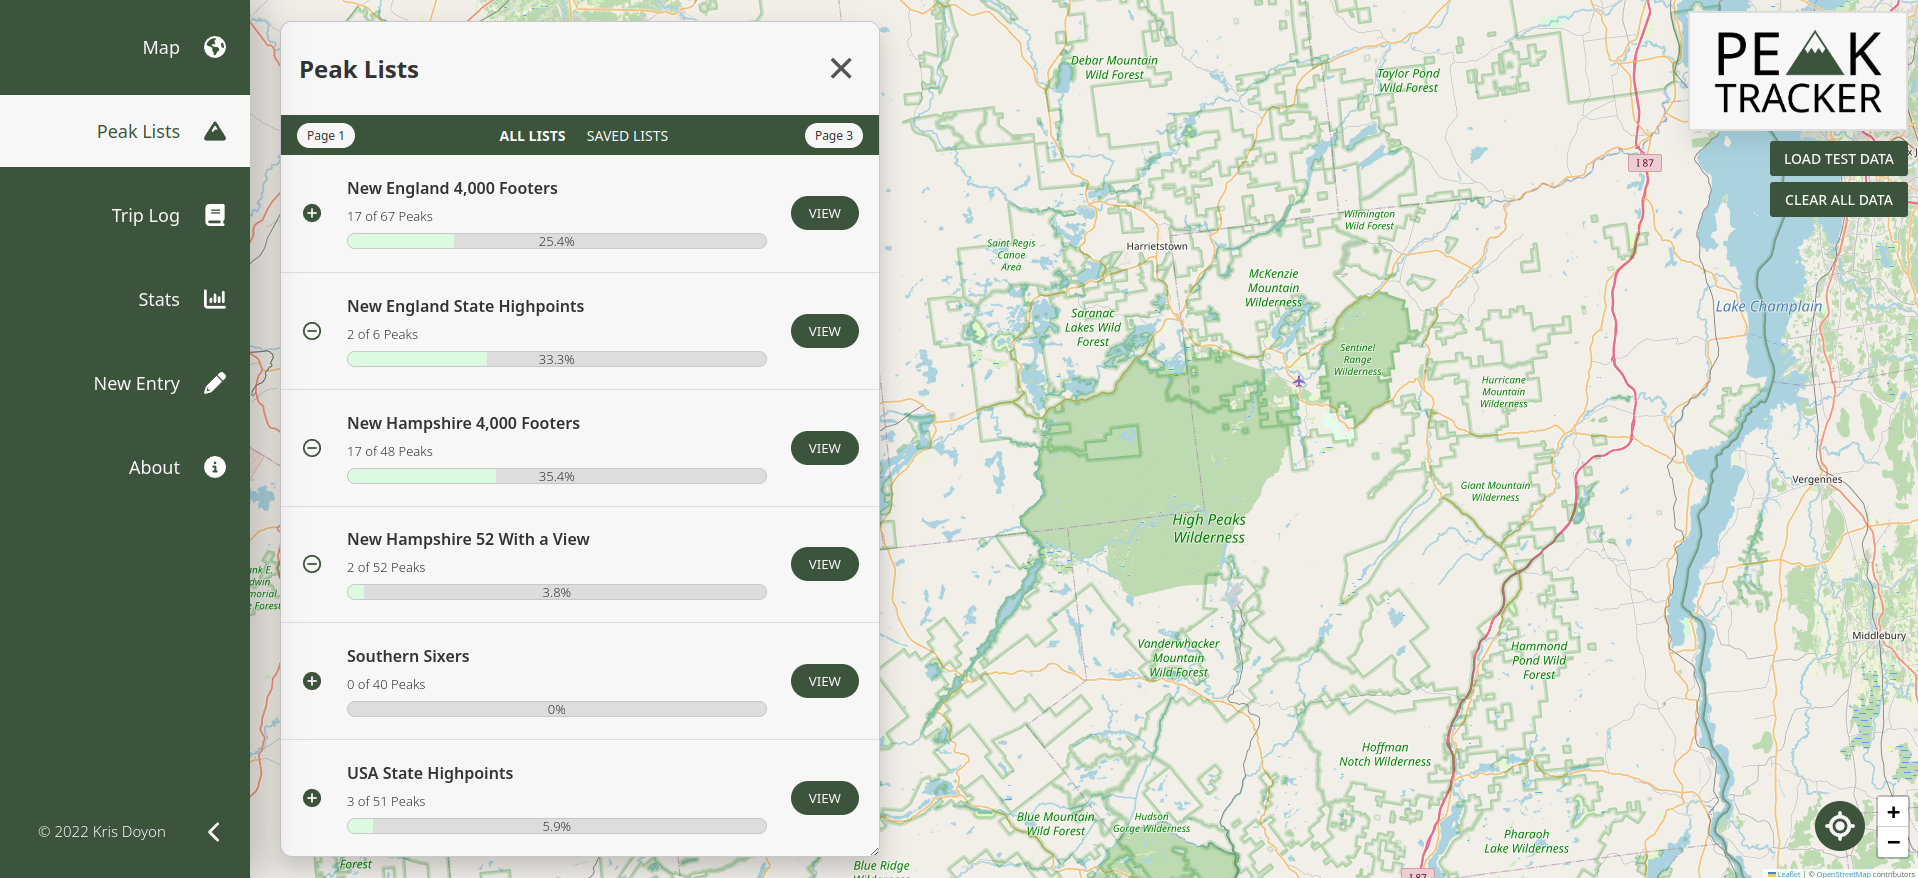 Map
Peak Lists
Trip Log
Stats
New Entry
About
© 2022 Kris Doyon
Peak Lists
Page 1
ALL LISTS
SAVED LISTS
Page 3
New England 4,000 Footers
17 of 67 Peaks
25.4%
VIEW
New England State Highpoints
2 of 6 Peaks
33.3%
VIEW
New Hampshire 4,000 Footers
17 of 48 Peaks
35.4%
VIEW
New Hampshire 52 With a View
2 of 52 Peaks
3.8%
VIEW
Southern Sixers
0 of 40 Peaks
0%
VIEW
USA State Highpoints
3 of 51 Peaks
5.9%
VIEW
PEAK
TRACKER
LOAD TEST DATA
CLEAR ALL DATA
Debar Mountain
Wild Forest
Taylor Pond
Wild Forest
I 87
Wilmington
Wild Forest
Saint Regis
Canoe
Area
Harrietstown
McKenzie
Mountain
Wilderness
Lake Champlain
Saranac
Lakes Wild
Forest
Sentinel
Range
Wilderness
Hurricane
Mountain
Wilderness
Giant Mountain
Wilderness
Vergennes
High Peaks
Wilderness
Vanderwhacker
Mountain
Wild Forest
Hammond
Pond Wild
Forest
Middlebury
Hoffman
Notch Wilderness
Blue Mountain
Wild Forest
Hudson
Gorge Wilderness
Pharaoh
Lake Wilderness
Forest
Blue Ridge
I 87
+
−
Leaflet | © OpenStreetMap contributors